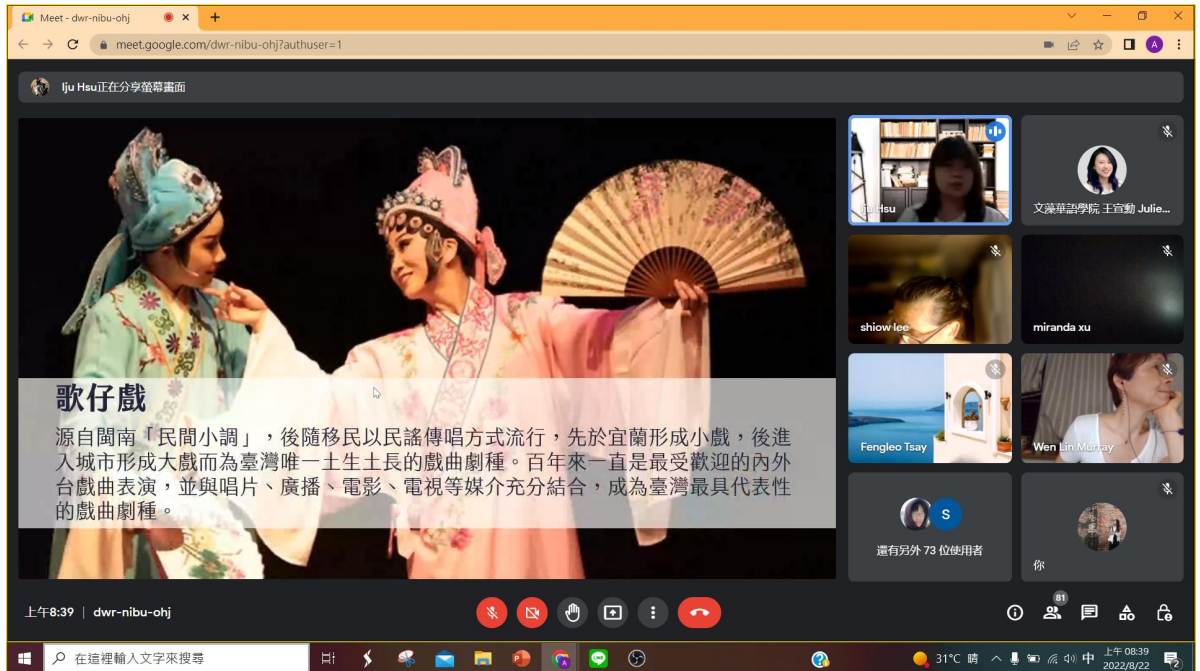 Meet - dwr-nibu-ohj
meet.google.com/dwr-nibu-ohj?authuser=1
A
Iju Hsu正在分享螢幕畫面
歌仔戲
源自閩南「民間小調」，後隨移民以民謠傳唱方式流行，先於宜蘭形成小戲，後進
入城市形成大戲而為臺灣唯一土生土長的戲曲劇種。百年來一直是最受歡迎的內外
台戲曲表演，並與唱片、廣播、電影、電視等媒介充分結合，成為臺灣最具代表性
的戲曲劇種。
Iju Hsu
文藻華語學院 王宣勳 Julie...
shiow lee
miranda xu
Fengleo Tsay
Wen Lin Murray
S
還有另外 73 位使用者
你
上午8:39 | dwr-nibu-ohj
81
在這裡輸入文字來搜尋
31°C 晴
中
上午 08:39
2022/8/22
2